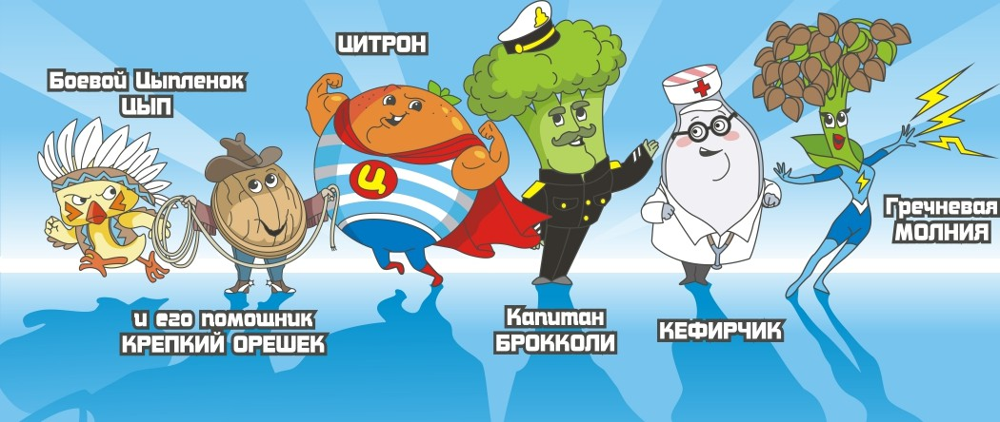 Боевой Цыпленок
ЦЫП
и его помощник
КРЕПКИЙ ОРЕШЕК
ЦИТРОН
Ц
Капитан
БРОККОЛИ
КЕФИРЧИК
Гречневая
МОЛНИЯ